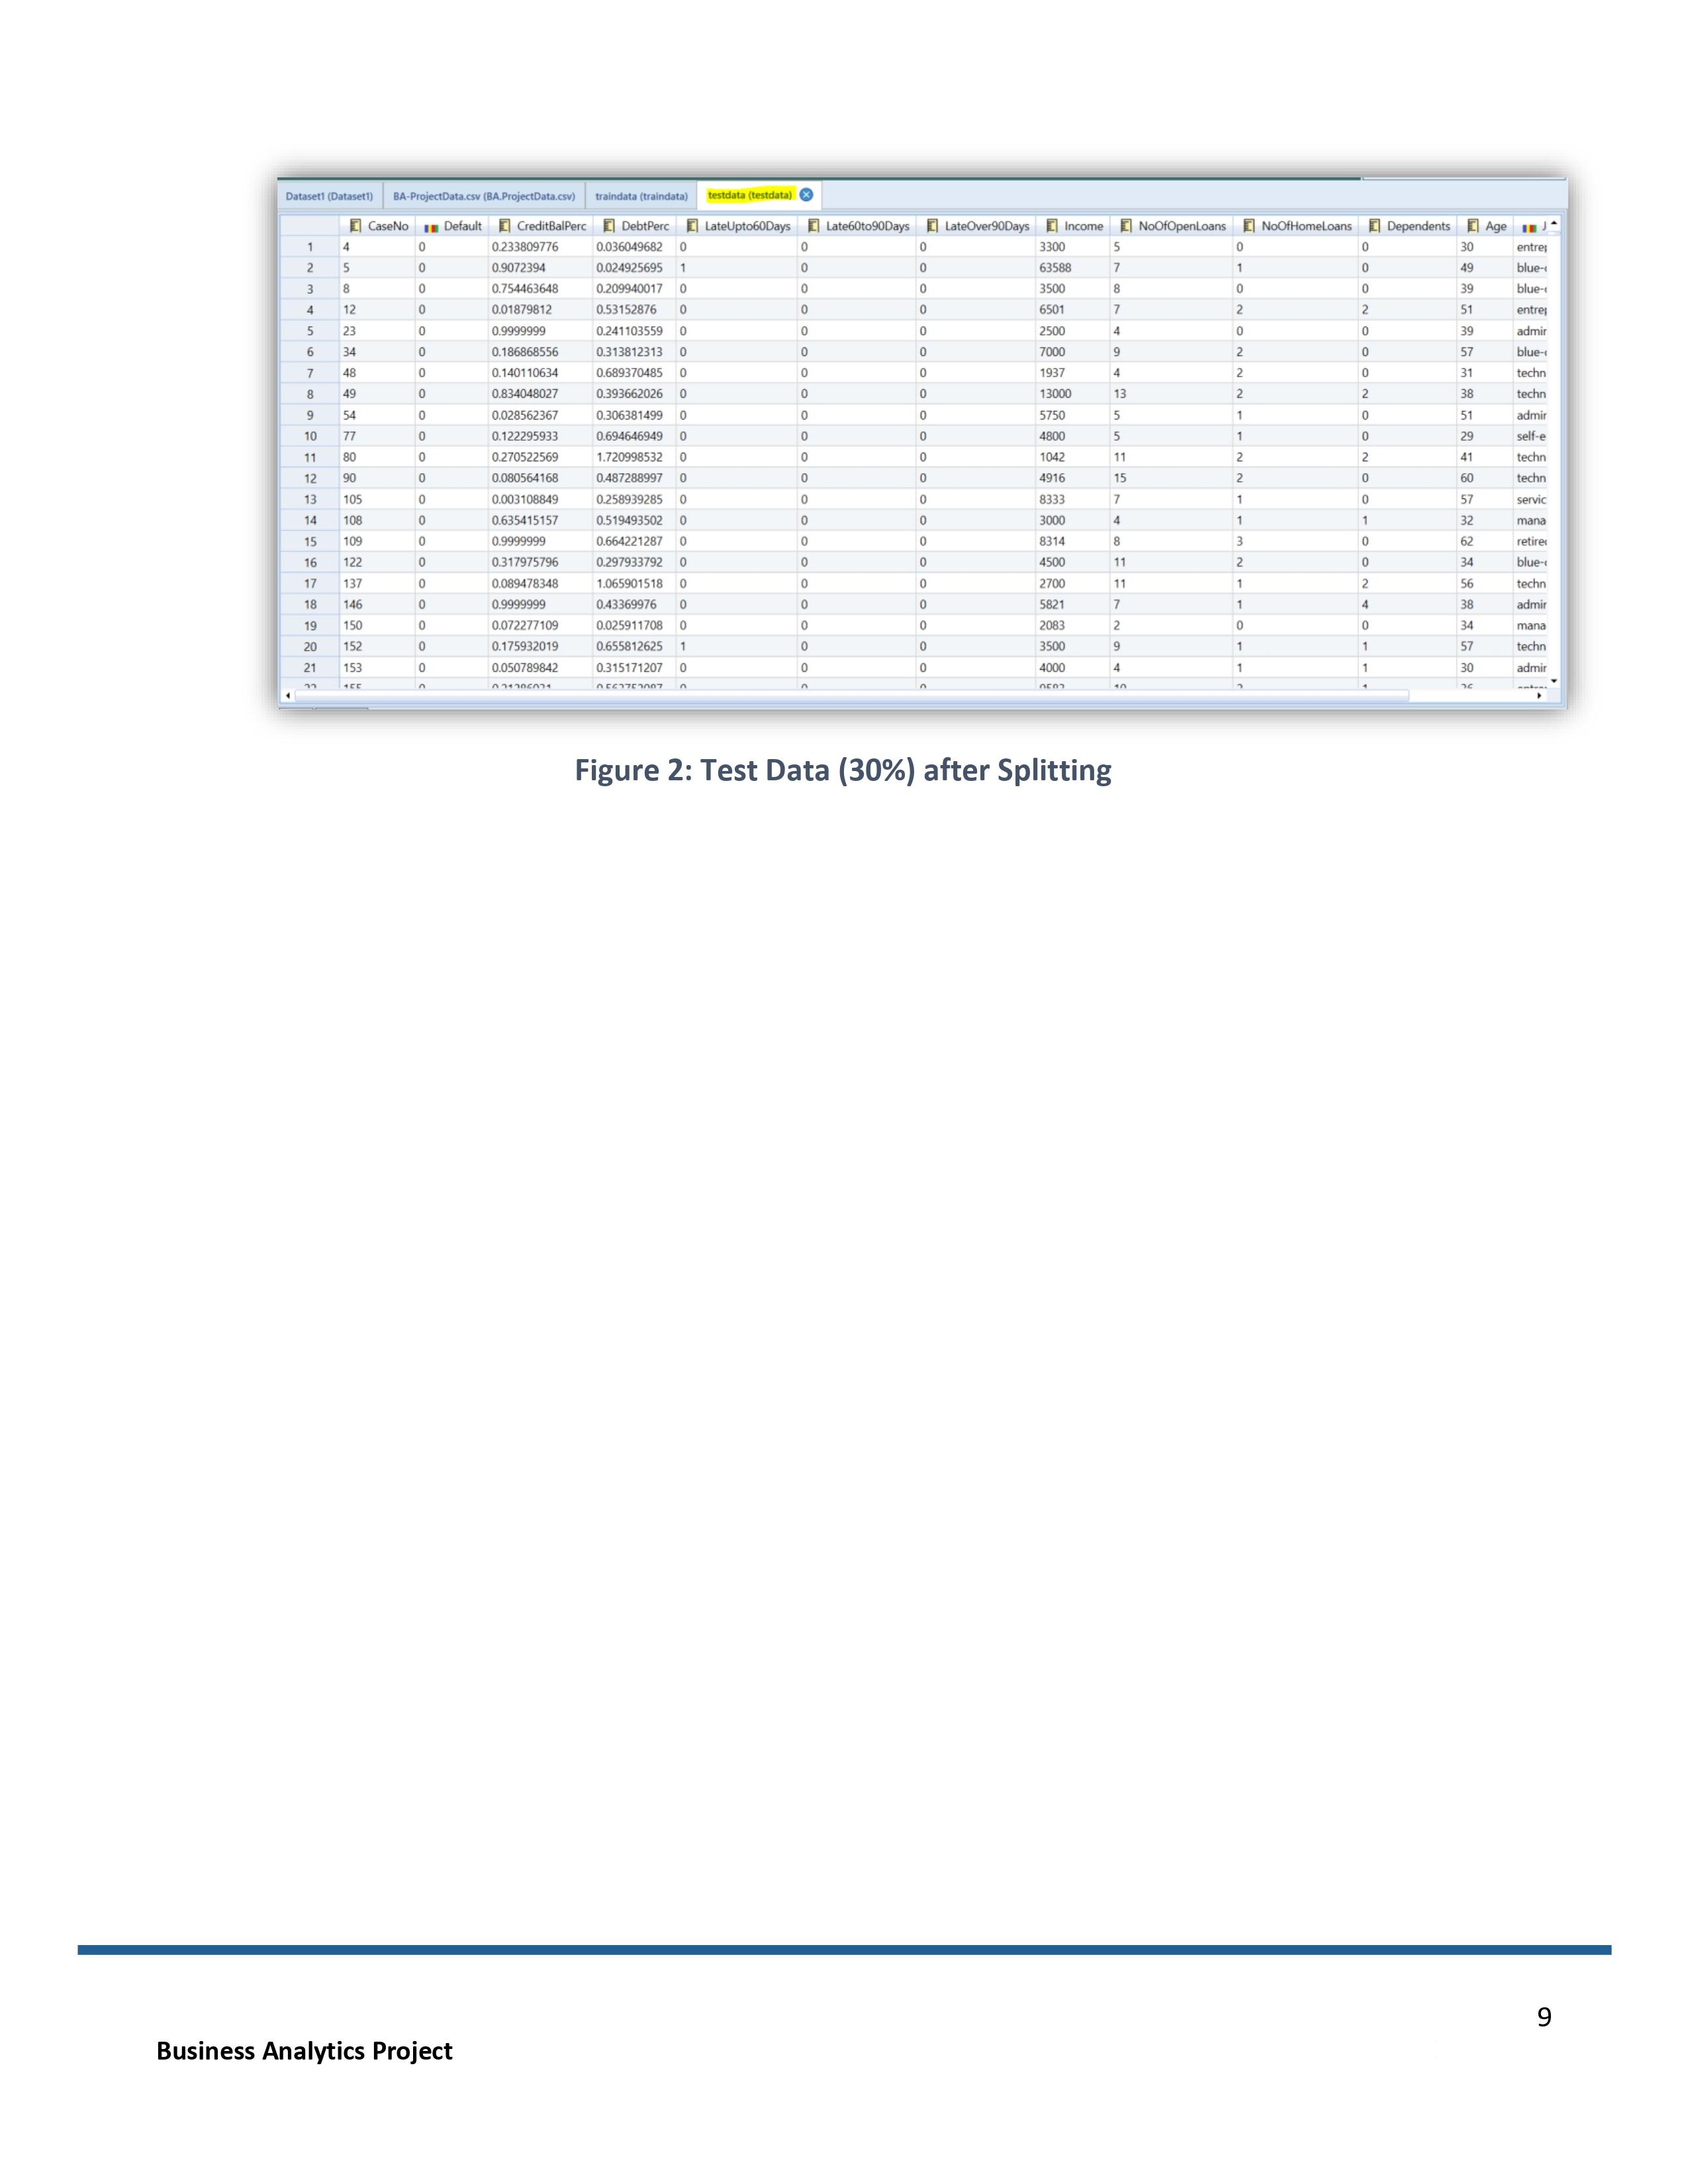 Dataset1 (Dataset1) BA-ProjectData.csv (BA.ProjectData.csv) traindata (traindata) testdata (testdata)
CaseNo Default CreditBalPerc DebtPerc LateUpto60Days Late60to90Days LateOver90Days Income NoOfOpenLoans NoOfHomeLoans Dependents Age J
1 4 0 0.233809776 0.036049682 0 0 0 3300 5 0 0 30 entrep
2 5 0 0.9072394 0.024925695 1 0 0 63588 7 1 0 49 blue-c
3 8 0 0.754463648 0.209940017 0 0 0 3500 8 0 0 39 blue-c
4 12 0 0.01879812 0.53152876 0 0 0 6501 7 2 2 51 entrep
5 23 0 0.9999999 0.241103559 0 0 0 2500 4 0 0 39 admin
6 34 0 0.186868556 0.313812313 0 0 0 7000 9 2 0 57 blue-c
7 48 0 0.140110634 0.689370485 0 0 0 1937 4 2 0 31 techn
8 49 0 0.834048027 0.393662026 0 0 0 13000 13 2 2 38 techn
9 54 0 0.028562367 0.306381499 0 0 0 5750 5 1 0 51 admin
10 77 0 0.122295933 0.694646949 0 0 0 4800 5 1 0 29 self-e
11 80 0 0.270522569 1.720998532 0 0 0 1042 11 2 2 41 techn
12 90 0 0.080564168 0.487288997 0 0 0 4916 15 2 0 60 techn
13 105 0 0.003108849 0.258939285 0 0 0 8333 7 1 0 57 servic
14 108 0 0.635415157 0.519493502 0 0 0 3000 4 1 1 32 mana
15 109 0 0.9999999 0.664221287 0 0 0 8314 8 3 0 62 retired
16 122 0 0.317975796 0.297933792 0 0 0 4500 11 2 0 34 blue-c
17 137 0 0.089478348 1.065901518 0 0 0 2700 11 1 2 56 techn
18 146 0 0.9999999 0.43369976 0 0 0 5821 7 1 4 38 admin
19 150 0 0.072277109 0.025911708 0 0 0 2083 2 0 0 34 mana
20 152 0 0.175932019 0.655812625 1 0 0 3500 9 1 1 57 techn
21 153 0 0.050789842 0.315171207 0 0 0 4000 4 1 1 30 admin
Figure 2: Test Data (30%) after Splitting
9
Business Analytics Project